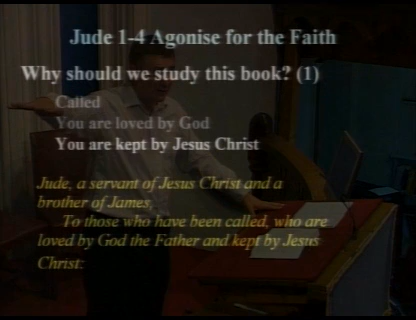 Jude 1-4 Agonise for the Faith
Why should we study this book? (1)
Called
You are loved by God
You are kept by Jesus Christ
Jude, a servant of Jesus Christ and a
brother of James,
To those who have been called, who are
loved by God the Father and kept by Jesus
Christ: